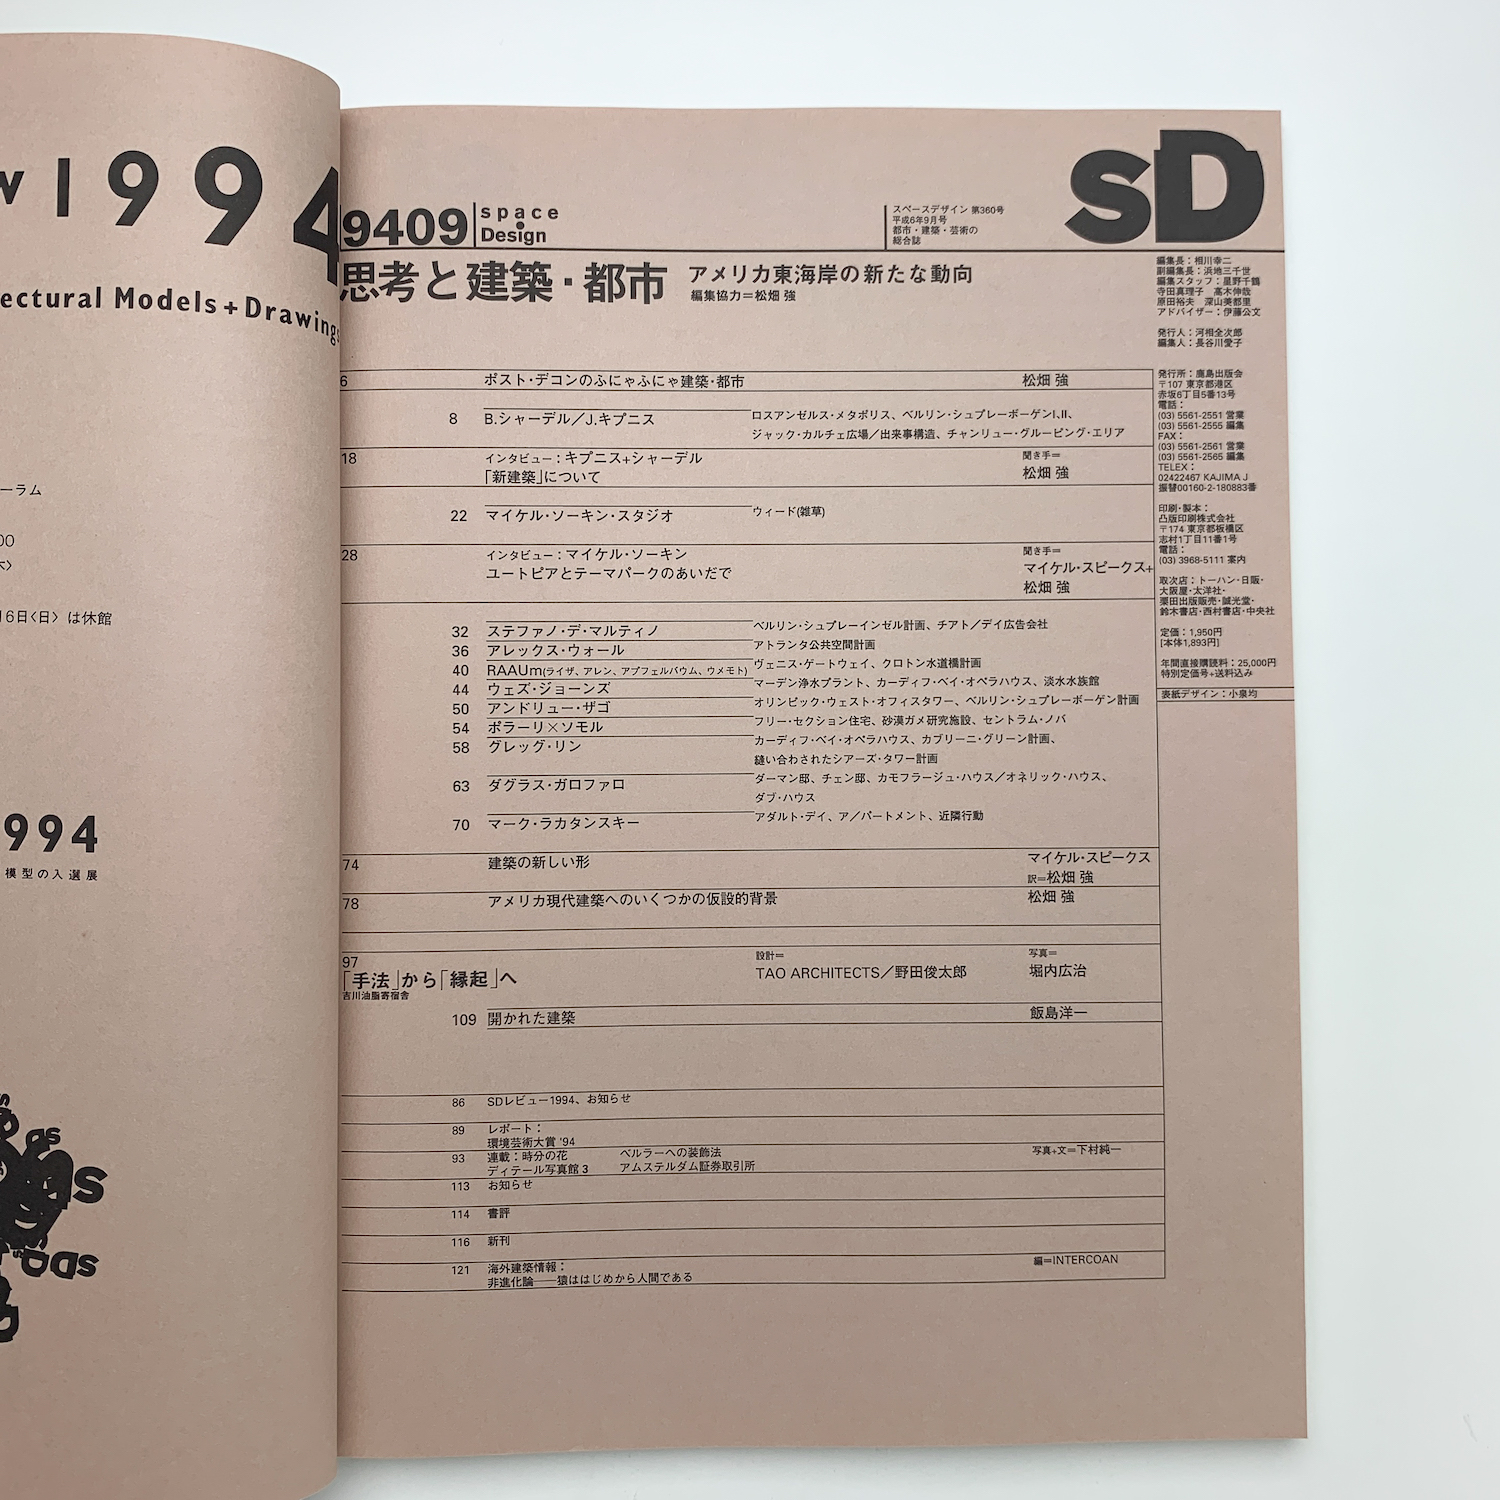 1994
ectural Models+Drawings
ーラム
00
6日〈日〉は休館
994
模型の入選展
9409
space
Design
スペースデザイン 第360号
平成6年9月号
都市・建築・芸術の
総合誌
SD
思考と建築・都市
アメリカ東海岸の新たな動向
編集協力=松畑 強
編集長：相川幸二
副編集長：浜地三千世
編集スタッフ：星野千鶴
寺田真理子 高木伸哉
原田裕夫 深山美都里
アドバイザー：伊藤公文
発行人：河相全次郎
編集人：長谷川愛子
発行所：鹿島出版会
〒107 東京都港区
赤坂6丁目5番13号
電話：
(03) 5561-2551 営業
(03) 5561-2555 編集
FAX：
(03) 5561-2561 営業
(03) 5561-2565 編集
TELEX：
02422467 KAJIMA J
振替00160-2-180883番
印刷・製本：
凸版印刷株式会社
〒174 東京都板橋区
志村1丁目11番1号
電話：
(03) 3968-5111 案内
取次店：トーハン・日販・
大阪屋・太洋社・
栗田出版販売・誠光堂・
鈴木書店・西村書店・中央社
定価：1,950円
[本体1,893円]
年間直接購読料：25,000円
特別定価号+送料込み
表紙デザイン：小泉均
6 ポスト・デコンのふにゃふにゃ建築・都市 松畑 強
8 B.シャーデル／J.キプニス ロスアンゼルス・メタポリス、ベルリン・シュプレーボーゲンI、II、
ジャック・カルチェ広場／出来事構造、チャンリュー・グルーピング・エリア
18 インタビュー：キプニス+シャーデル 聞き手=
「新建築」について 松畑 強
22 マイケル・ソーキン・スタジオ ウィード(雑草)
28 インタビュー：マイケル・ソーキン 聞き手=
ユートピアとテーマパークのあいだで マイケル・スピークス+
松畑 強
32 ステファノ・デ・マルティノ ベルリン・シュプレーインゼル計画、チアト／デイ広告会社
36 アレックス・ウォール アトランタ公共空間計画
40 RAAUm(ライザ、アレン、アプフェルバウム、ウメモト) ヴェニス・ゲートウェイ、クロトン水道橋計画
44 ウェズ・ジョーンズ マーデン浄水プラント、カーディフ・ベイ・オペラハウス、淡水水族館
50 アンドリュー・ザゴ オリンピック・ウェスト・オフィスタワー、ベルリン・シュプレーボーゲン計画
54 ポラーリ×ソモル フリー・セクション住宅、砂漠ガメ研究施設、セントラム・ノバ
58 グレッグ・リン カーディフ・ベイ・オペラハウス、カブリーニ・グリーン計画、
縫い合わされたシアーズ・タワー計画
63 ダグラス・ガロファロ ダーマン邸、チェン邸、カモフラージュ・ハウス／オネリック・ハウス、
ダブ・ハウス
70 マーク・ラカタンスキー アダルト・デイ、ア／パートメント、近隣行動
74 建築の新しい形 マイケル・スピークス
訳=松畑 強
78 アメリカ現代建築へのいくつかの仮設的背景 松畑 強
97 設計= 写真=
「手法」から「縁起」へ TAO ARCHITECTS／野田俊太郎 堀内広治
吉川油脂寄宿舎
109 開かれた建築 飯島洋一
86 SDレビュー1994、お知らせ
89 レポート：
環境芸術大賞 '94
93 連載：時分の花 ベルラーへの装飾法 写真+文=下村純一
ディテール写真館 3 アムステルダム証券取引所
113 お知らせ
114 書評
116 新刊
121 海外建築情報： 編=INTERCOAN
非進化論──猿ははじめから人間である